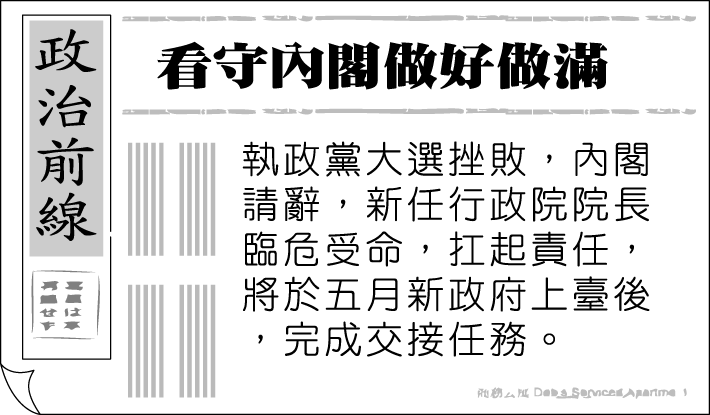 政治前線
看守內閣做好做滿
執政黨大選挫敗，內閣
請辭，新任行政院院長
臨危受命，扛起責任，
將於五月新政府上臺後
，完成交接任務。